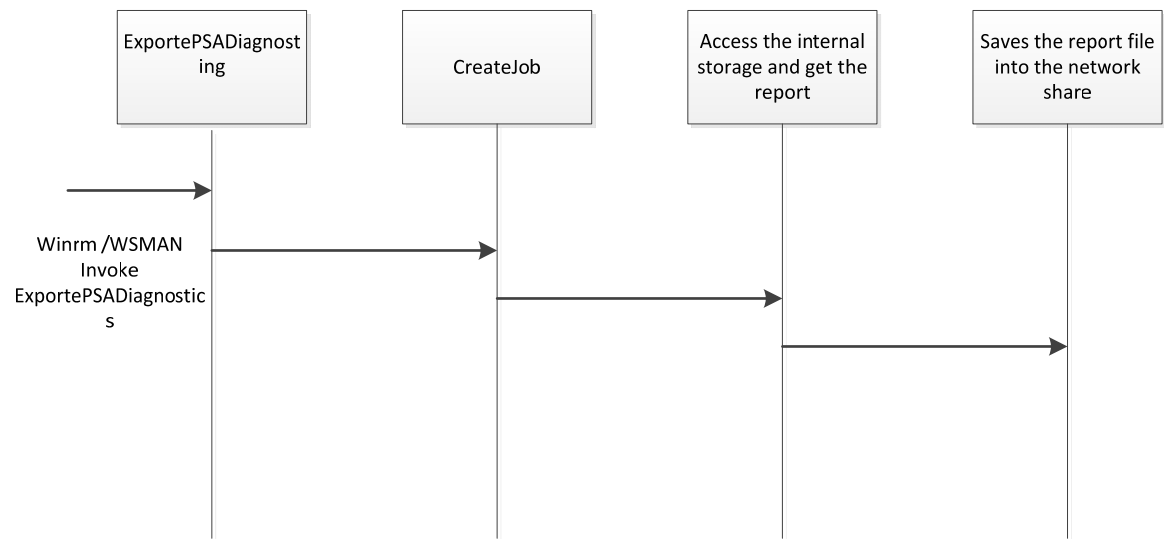 ExportePSADiagnost
ing
CreateJob
Access the internal
storage and get the
report
Saves the report file
into the network
share
Winrm /WSMAN
Invoke
ExportePSADiagnostic
s